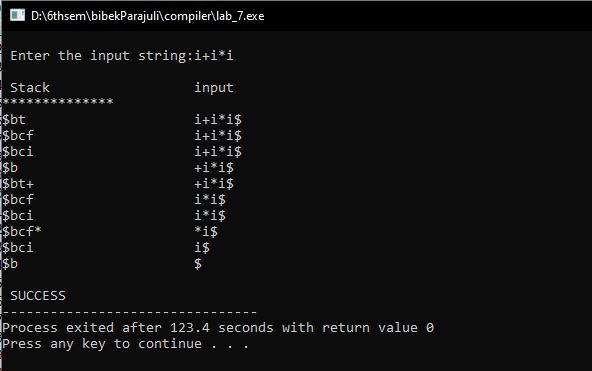 D:\6thsem\bibekParajuli\compiler\lab_7.exe
Enter the input string:i+i*i
Stack input
**************
$bt i+i*i$
$bcf i+i*i$
$bci i+i*i$
$b +i*i$
$bt+ +i*i$
$bcf i*i$
$bci i*i$
$bcf* *i$
$bci i$
$b $
SUCCESS
--------------------------------
Process exited after 123.4 seconds with return value 0
Press any key to continue . . .